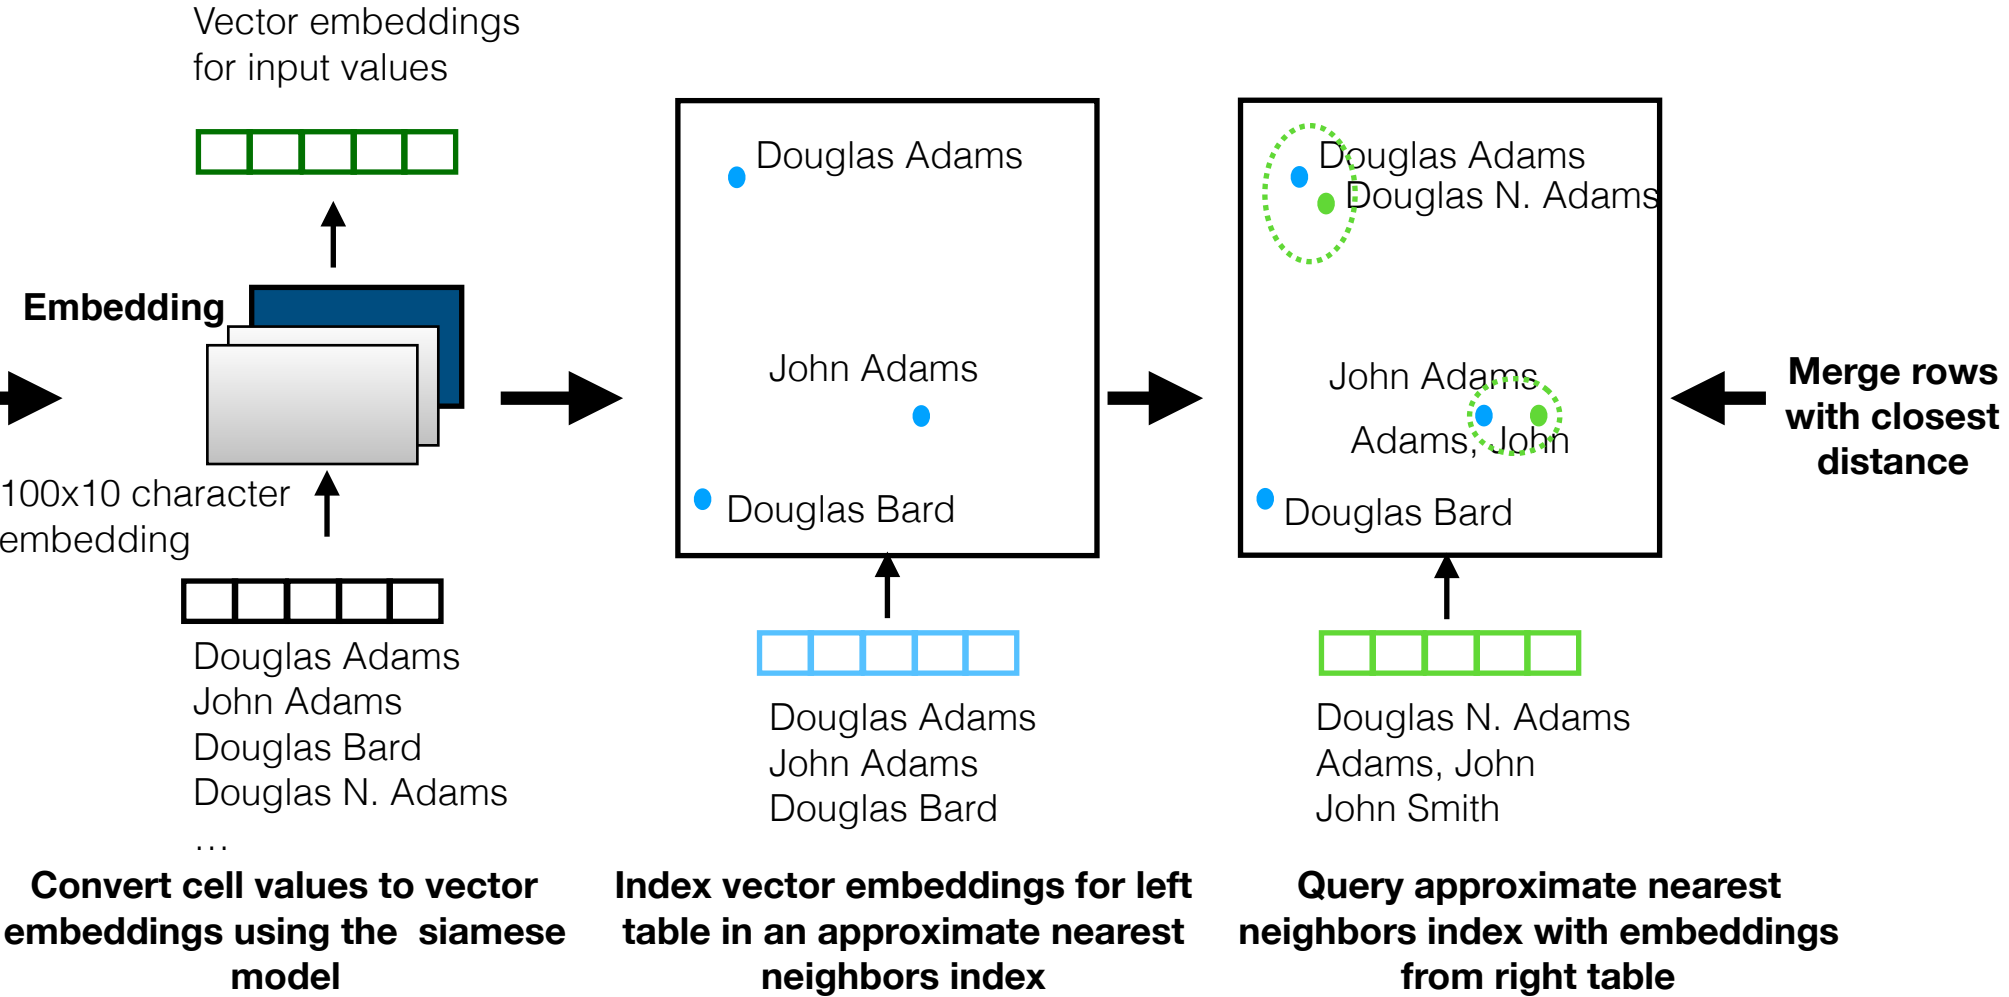 Vector embeddings
for input values
Embedding
100x10 character
embedding
Douglas Adams
John Adams
Douglas Bard
Douglas N. Adams
…
Convert cell values to vector
embeddings using the  siamese
model
Douglas Adams
John Adams
Douglas Bard
Douglas Adams
John Adams
Douglas Bard
Index vector embeddings for left
table in an approximate nearest
neighbors index
Douglas Adams
Douglas N. Adams
John Adams
Adams, John
Douglas Bard
Douglas N. Adams
Adams, John
John Smith
Query approximate nearest
neighbors index with embeddings
from right table
Merge rows
with closest
distance